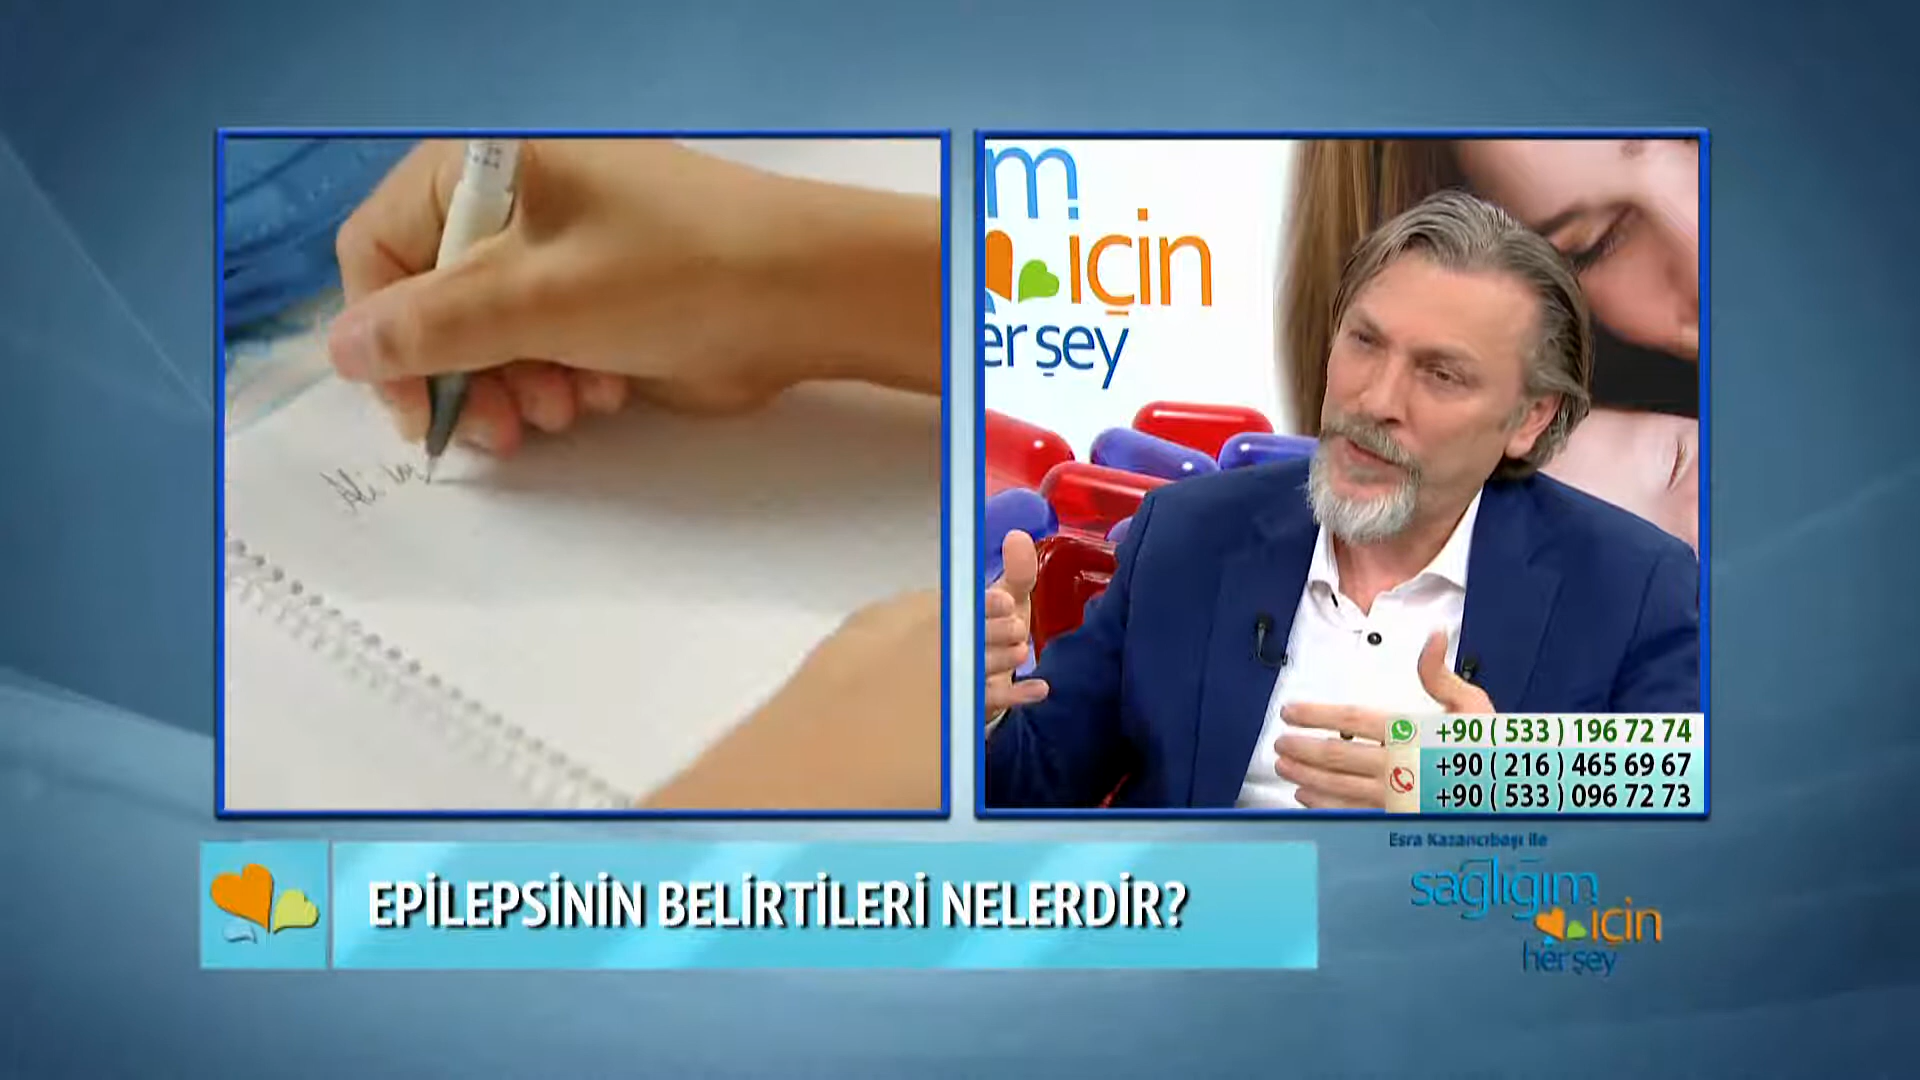 Ali
m
için
er şey
+90 ( 533 ) 196 72 74
+90 ( 216 ) 465 69 67
+90 ( 533 ) 096 72 73
EPİLEPSİNİN BELİRTİLERİ NELERDİR?
Esra Kazancıbaşı ile
sağlığım
için
her şey